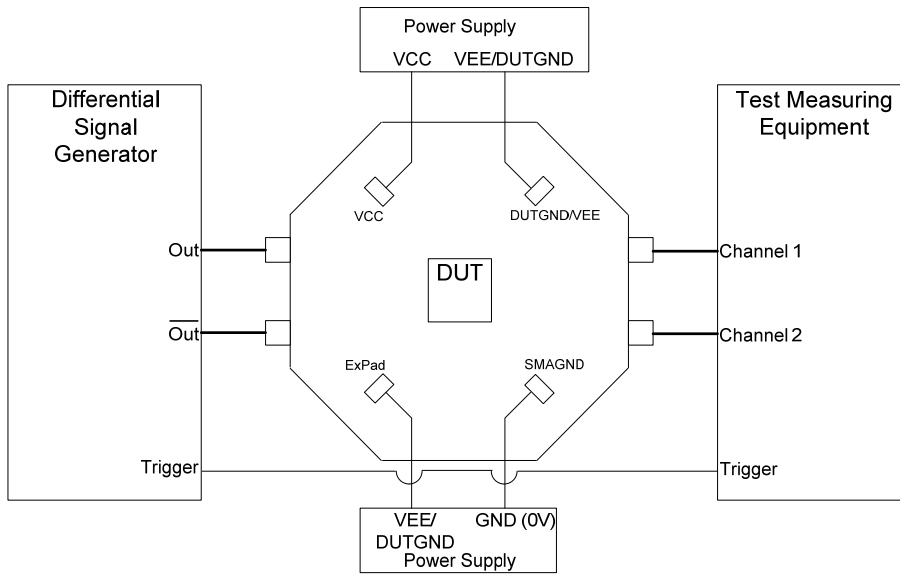 Power Supply
VCC VEE/DUTGND
Differential
Signal
Generator
Test Measuring
Equipment
VCC
DUTGND/VEE
Out
Channel 1
DUT
Out
Channel 2
ExPad
SMAGND
Trigger
Trigger
VEE/
DUTGND
GND (0V)
Power Supply